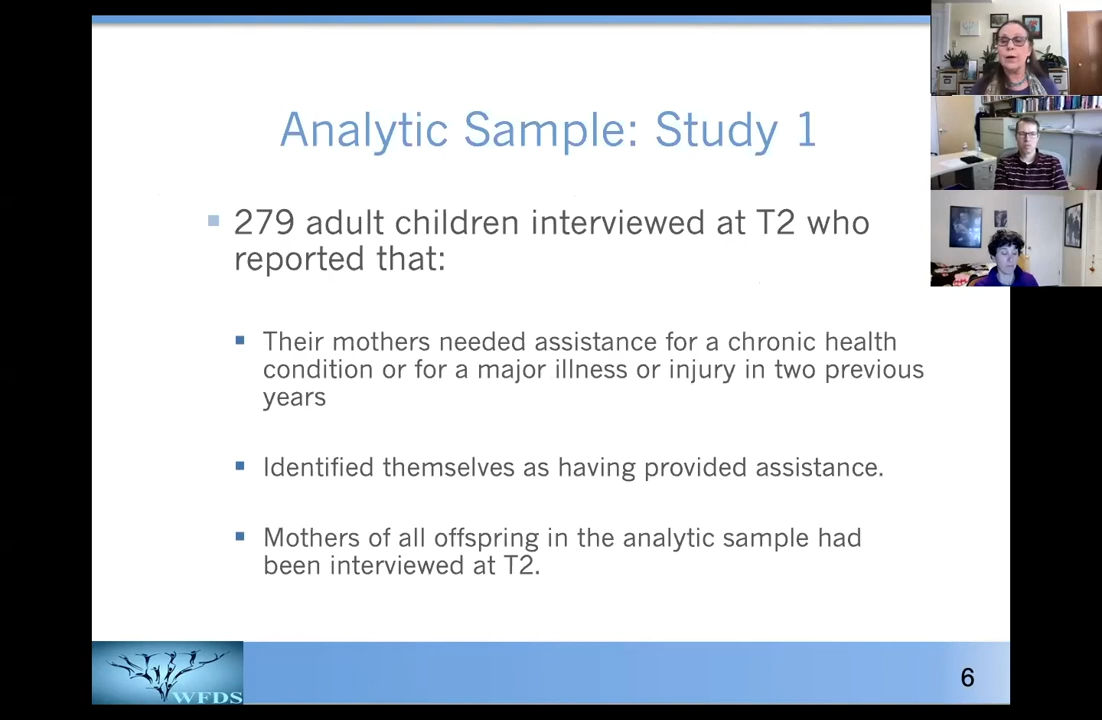 Analytic Sample: Study 1
279 adult children interviewed at T2 who
reported that:
Their mothers needed assistance for a chronic health
condition or for a major illness or injury in two previous
years
Identified themselves as having provided assistance.
Mothers of all offspring in the analytic sample had
been interviewed at T2.
WFDS
6